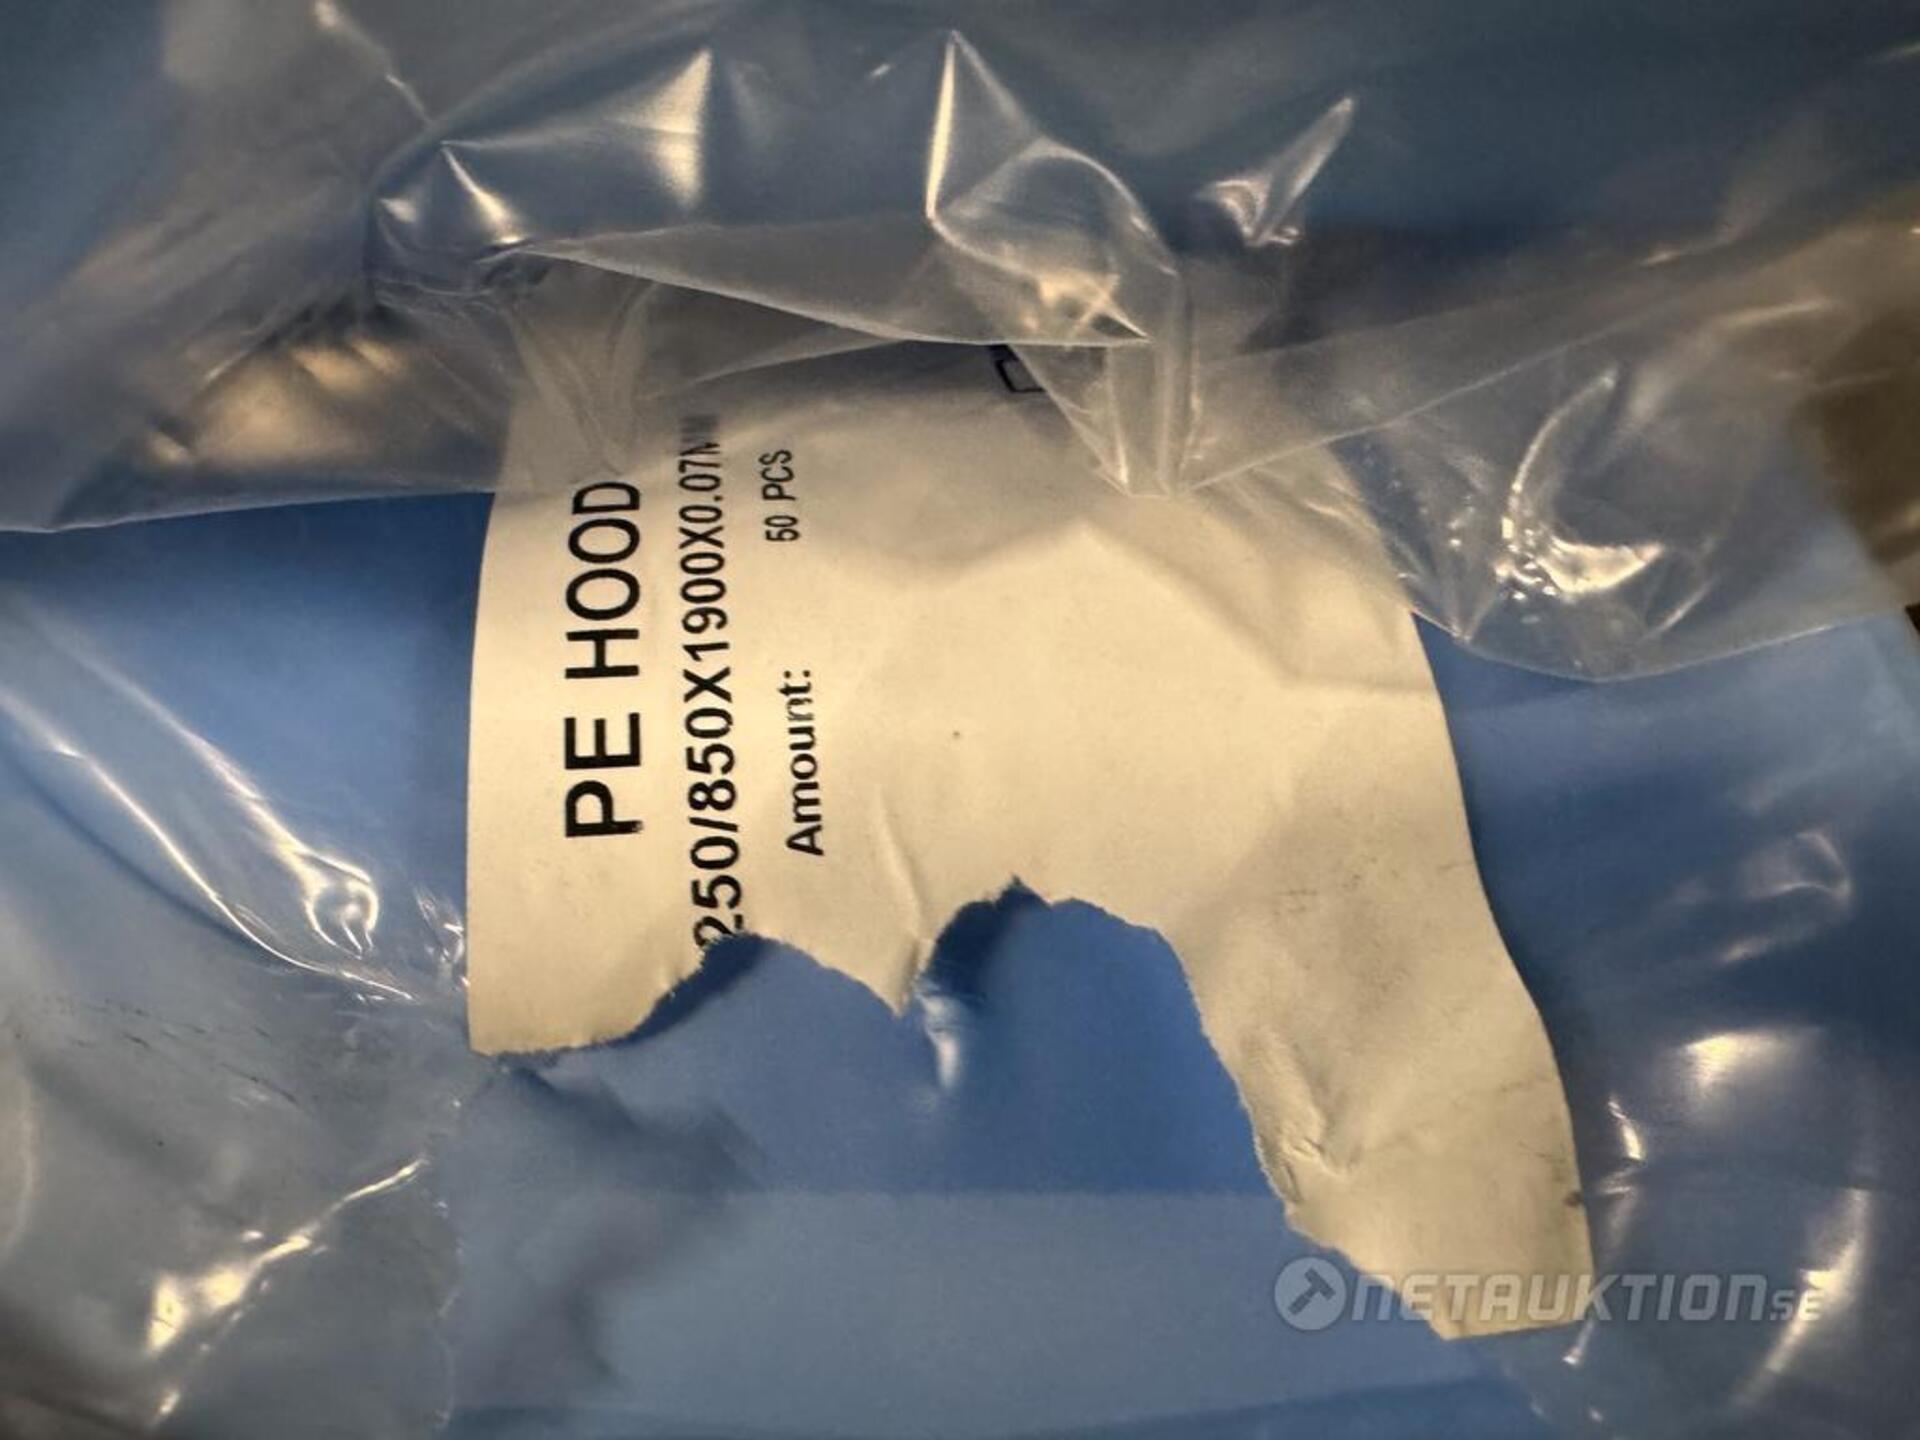 PE HOOD
250/850X1900X0.07MM
Amount: 50 PCS
NETAUKTION.SE